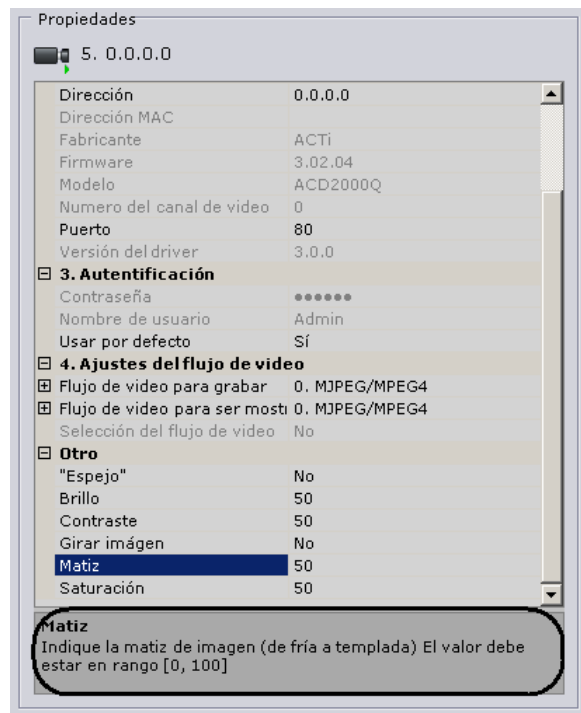 Propiedades
5. 0.0.0.0
Dirección 0.0.0.0
Dirección MAC
Fabricante ACTi
Firmware 3.02.04
Modelo ACD2000Q
Numero del canal de video 0
Puerto 80
Versión del driver 3.0.0
3. Autentificación
Contraseña ●●●●●●
Nombre de usuario Admin
Usar por defecto Sí
4. Ajustes del flujo de video
Flujo de video para grabar 0. MJPEG/MPEG4
Flujo de video para ser mostr 0. MJPEG/MPEG4
Selección del flujo de video No
Otro
"Espejo" No
Brillo 50
Contraste 50
Girar imágen No
Matiz 50
Saturación 50
Matiz
Indique la matiz de imagen (de fría a templada) El valor debe
estar en rango [0, 100]